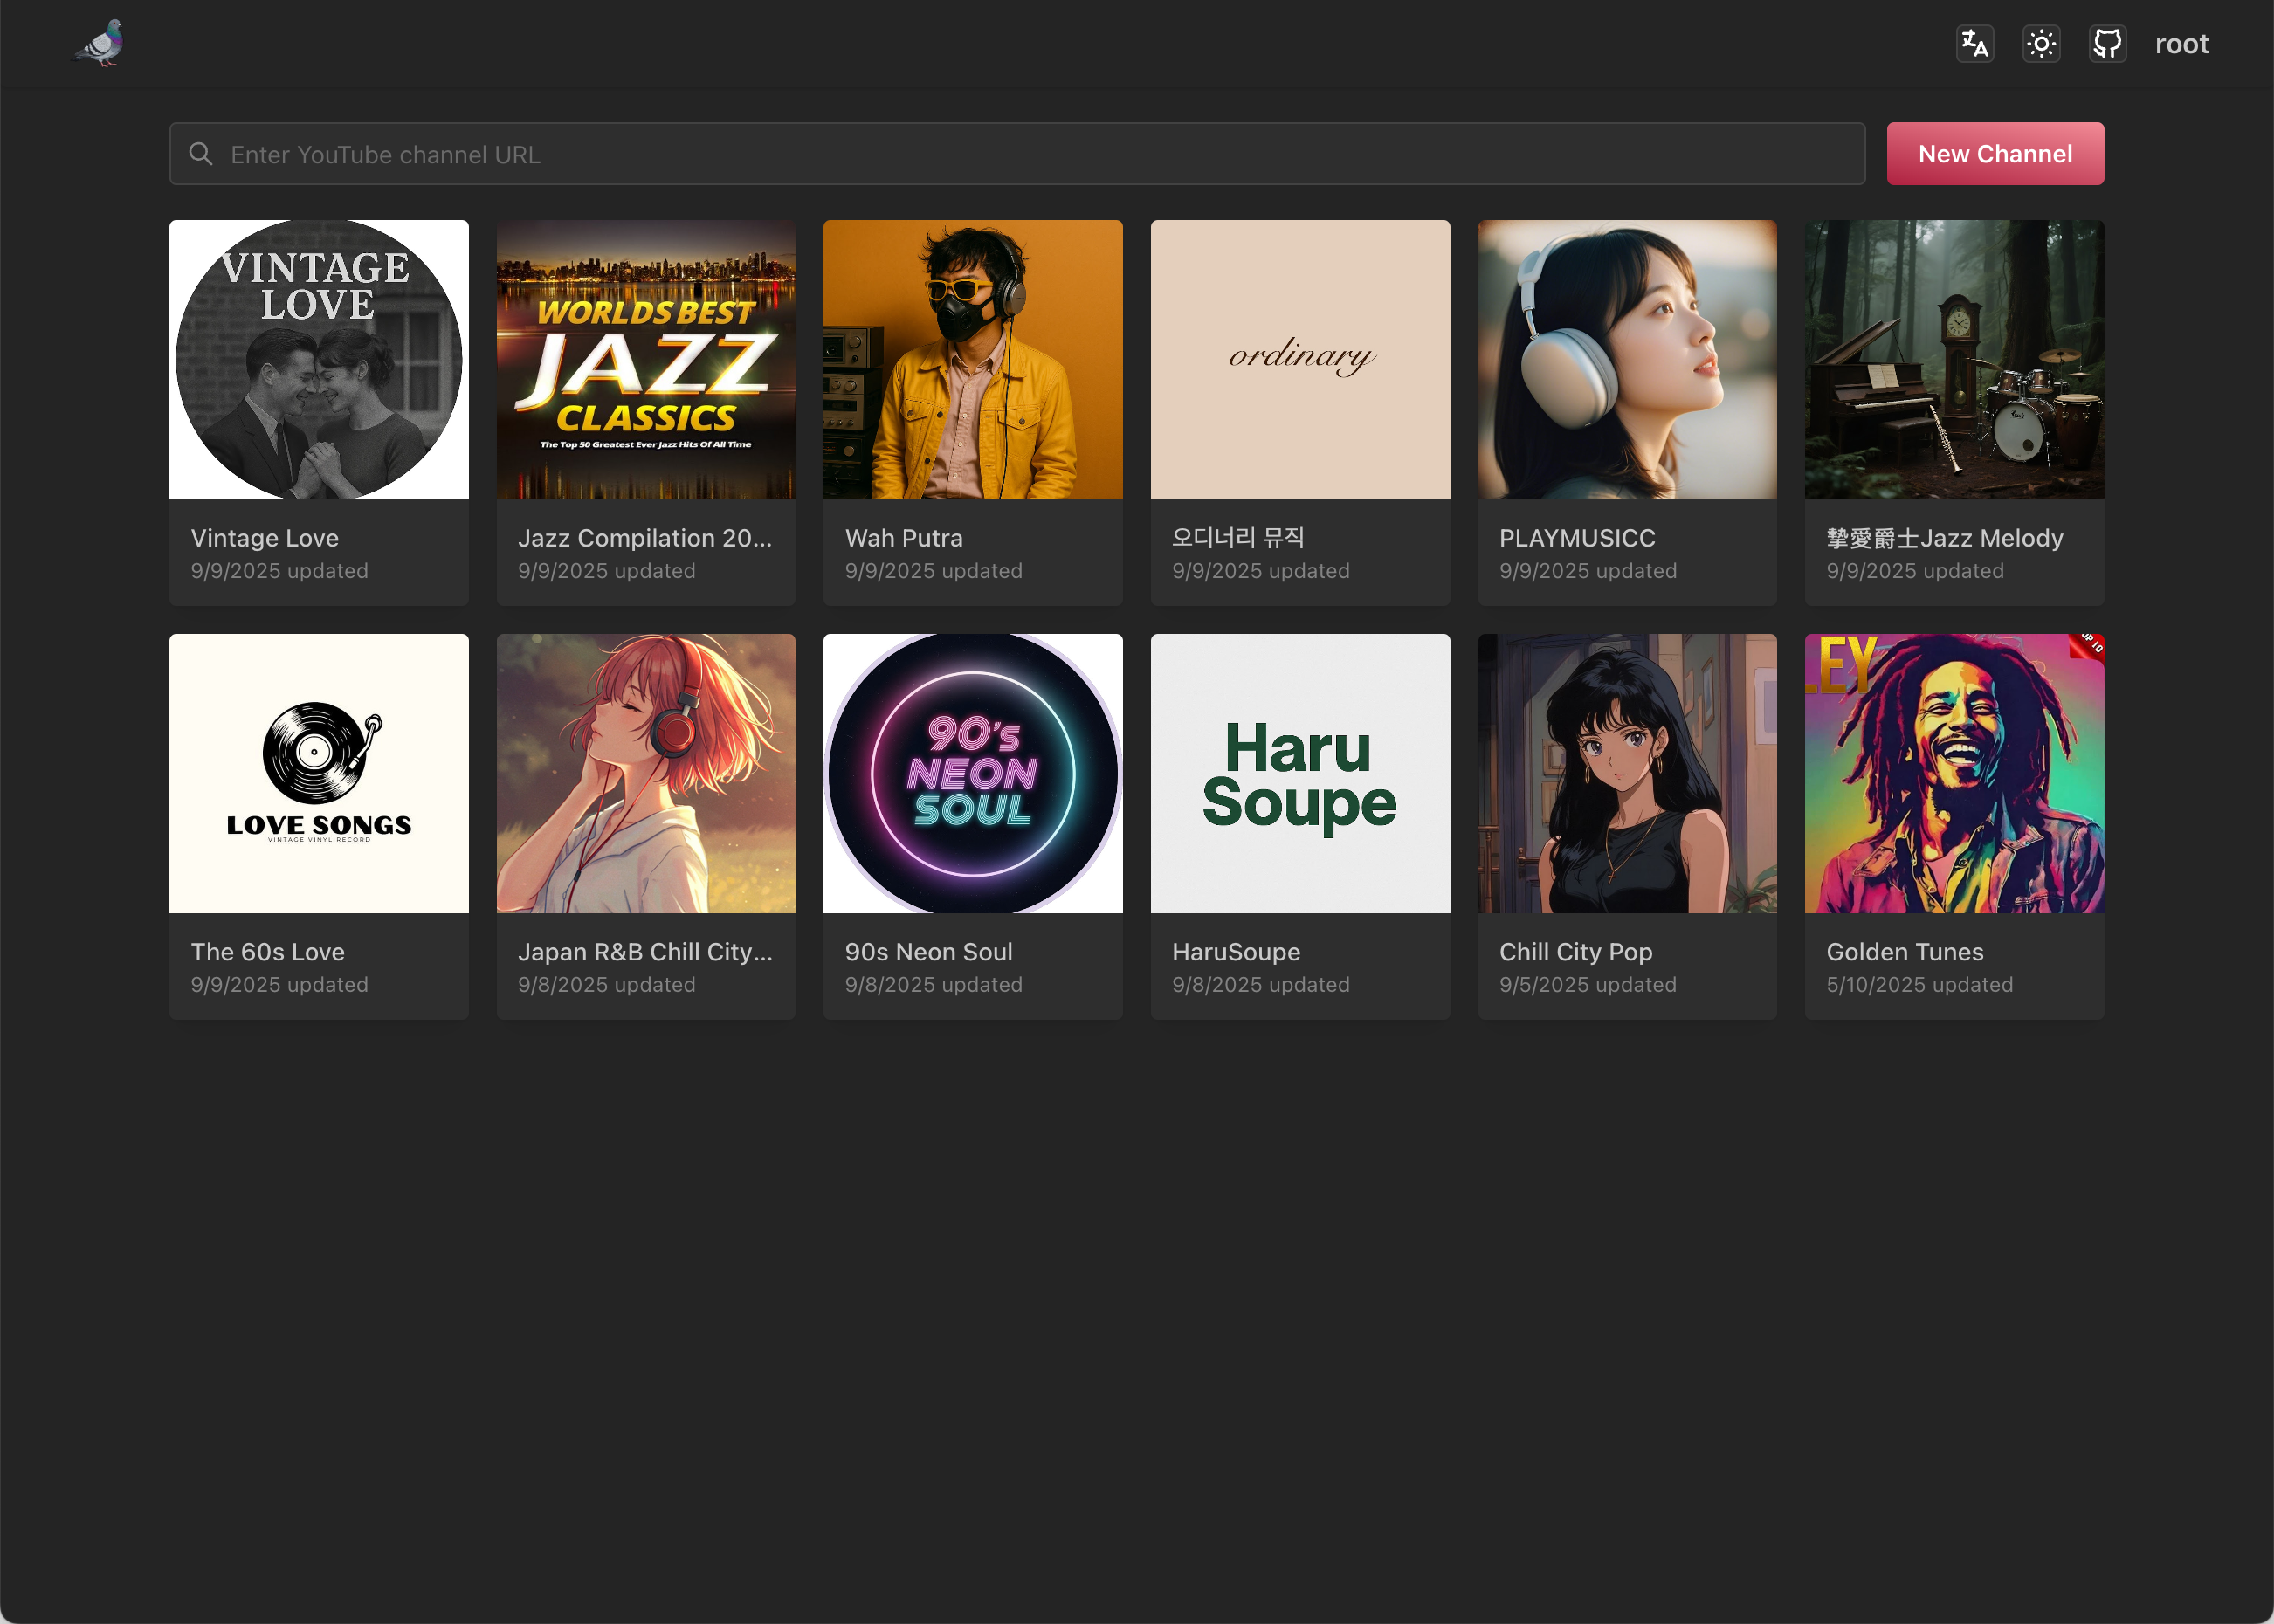 root
Enter YouTube channel URL
New Channel
VINTAGE
LOVE
WORLDS BEST
JAZZ
CLASSICS
The Top 50 Greatest Ever Jazz Hits Of All Time
ordinary
Vintage Love
9/9/2025 updated
Jazz Compilation 20...
9/9/2025 updated
Wah Putra
9/9/2025 updated
오디너리 뮤직
9/9/2025 updated
PLAYMUSICC
9/9/2025 updated
摯愛爵士Jazz Melody
9/9/2025 updated
LOVE SONGS
VINTAGE VINYL RECORD
90's
NEON
SOUL
Haru
Soupe
LEY
OP 10
The 60s Love
9/9/2025 updated
Japan R&B Chill City...
9/8/2025 updated
90s Neon Soul
9/8/2025 updated
HaruSoupe
9/8/2025 updated
Chill City Pop
9/5/2025 updated
Golden Tunes
5/10/2025 updated